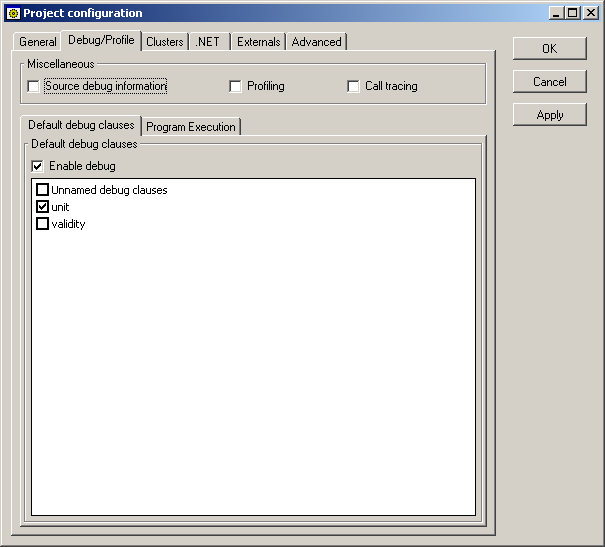 Project configuration
General Debug/Profile Clusters .NET Externals Advanced
OK
Miscellaneous
Source debug information Profiling Call tracing
Cancel
Apply
Default debug clauses Program Execution
Default debug clauses
Enable debug
Unnamed debug clauses
unit
validity